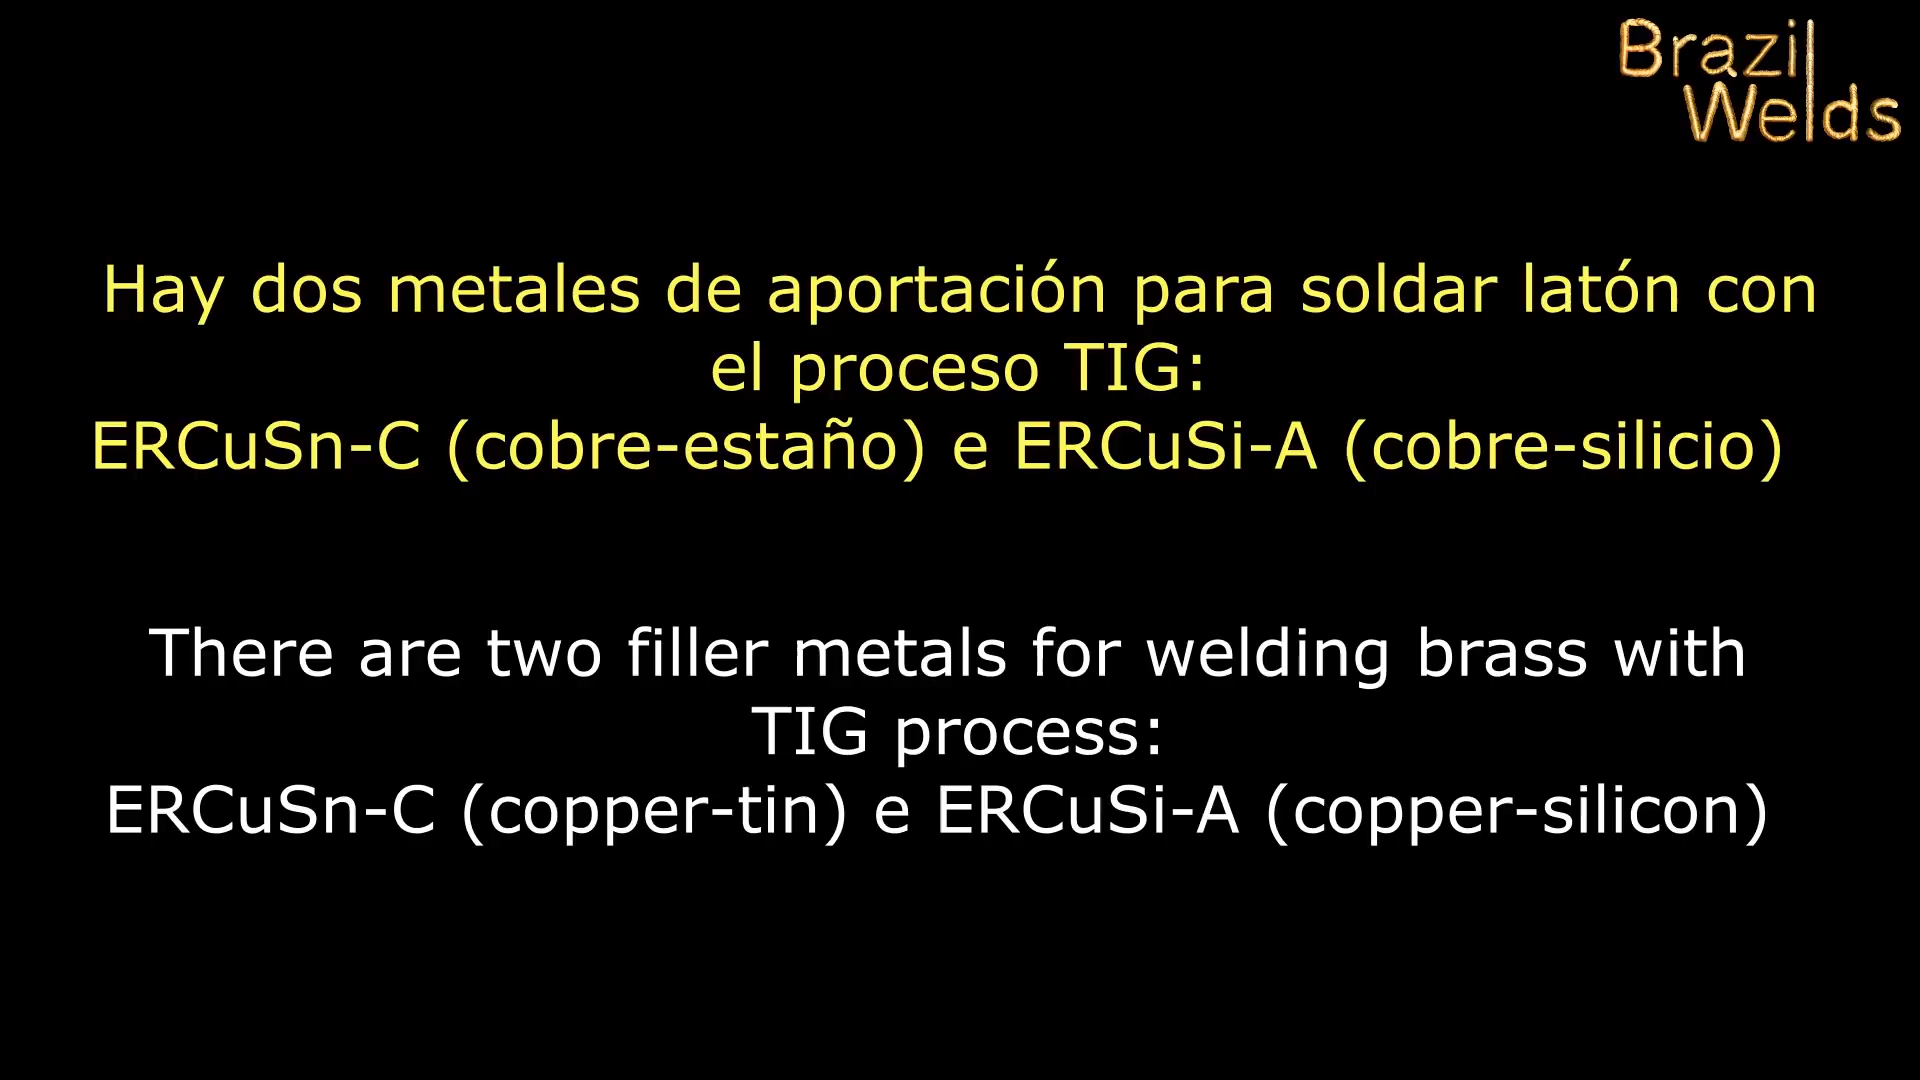 Brazil
Welds
Hay dos metales de aportación para soldar latón con
el proceso TIG:
ERCuSn-C (cobre-estaño) e ERCuSi-A (cobre-silicio)
There are two filler metals for welding brass with
TIG process:
ERCuSn-C (copper-tin) e ERCuSi-A (copper-silicon)